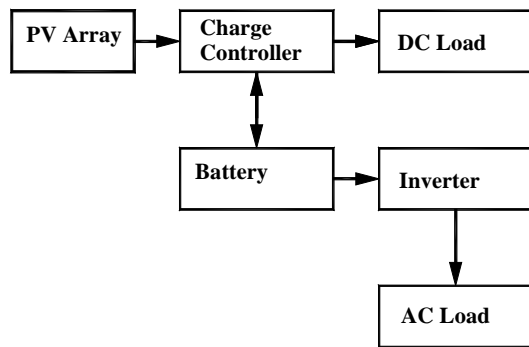 PV Array
Charge
Controller
DC Load
Battery
Inverter
AC Load